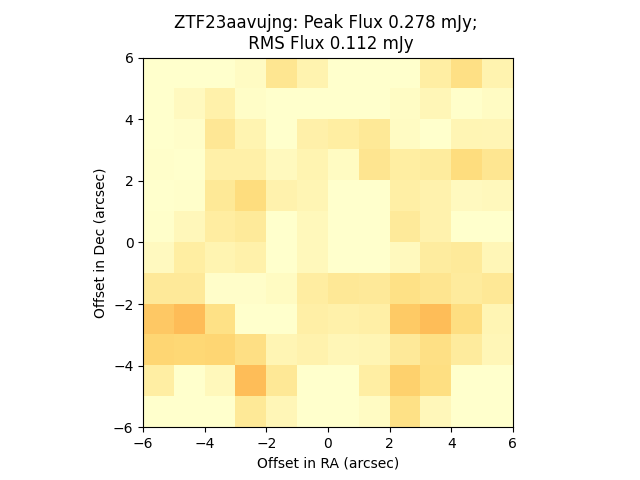 ZTF23aavujng: Peak Flux 0.278 mJy;
RMS Flux 0.112 mJy
6
4
2
0
−2
−4
−6
Offset in Dec (arcsec)
−6 −4 −2 0 2 4 6
Offset in RA (arcsec)